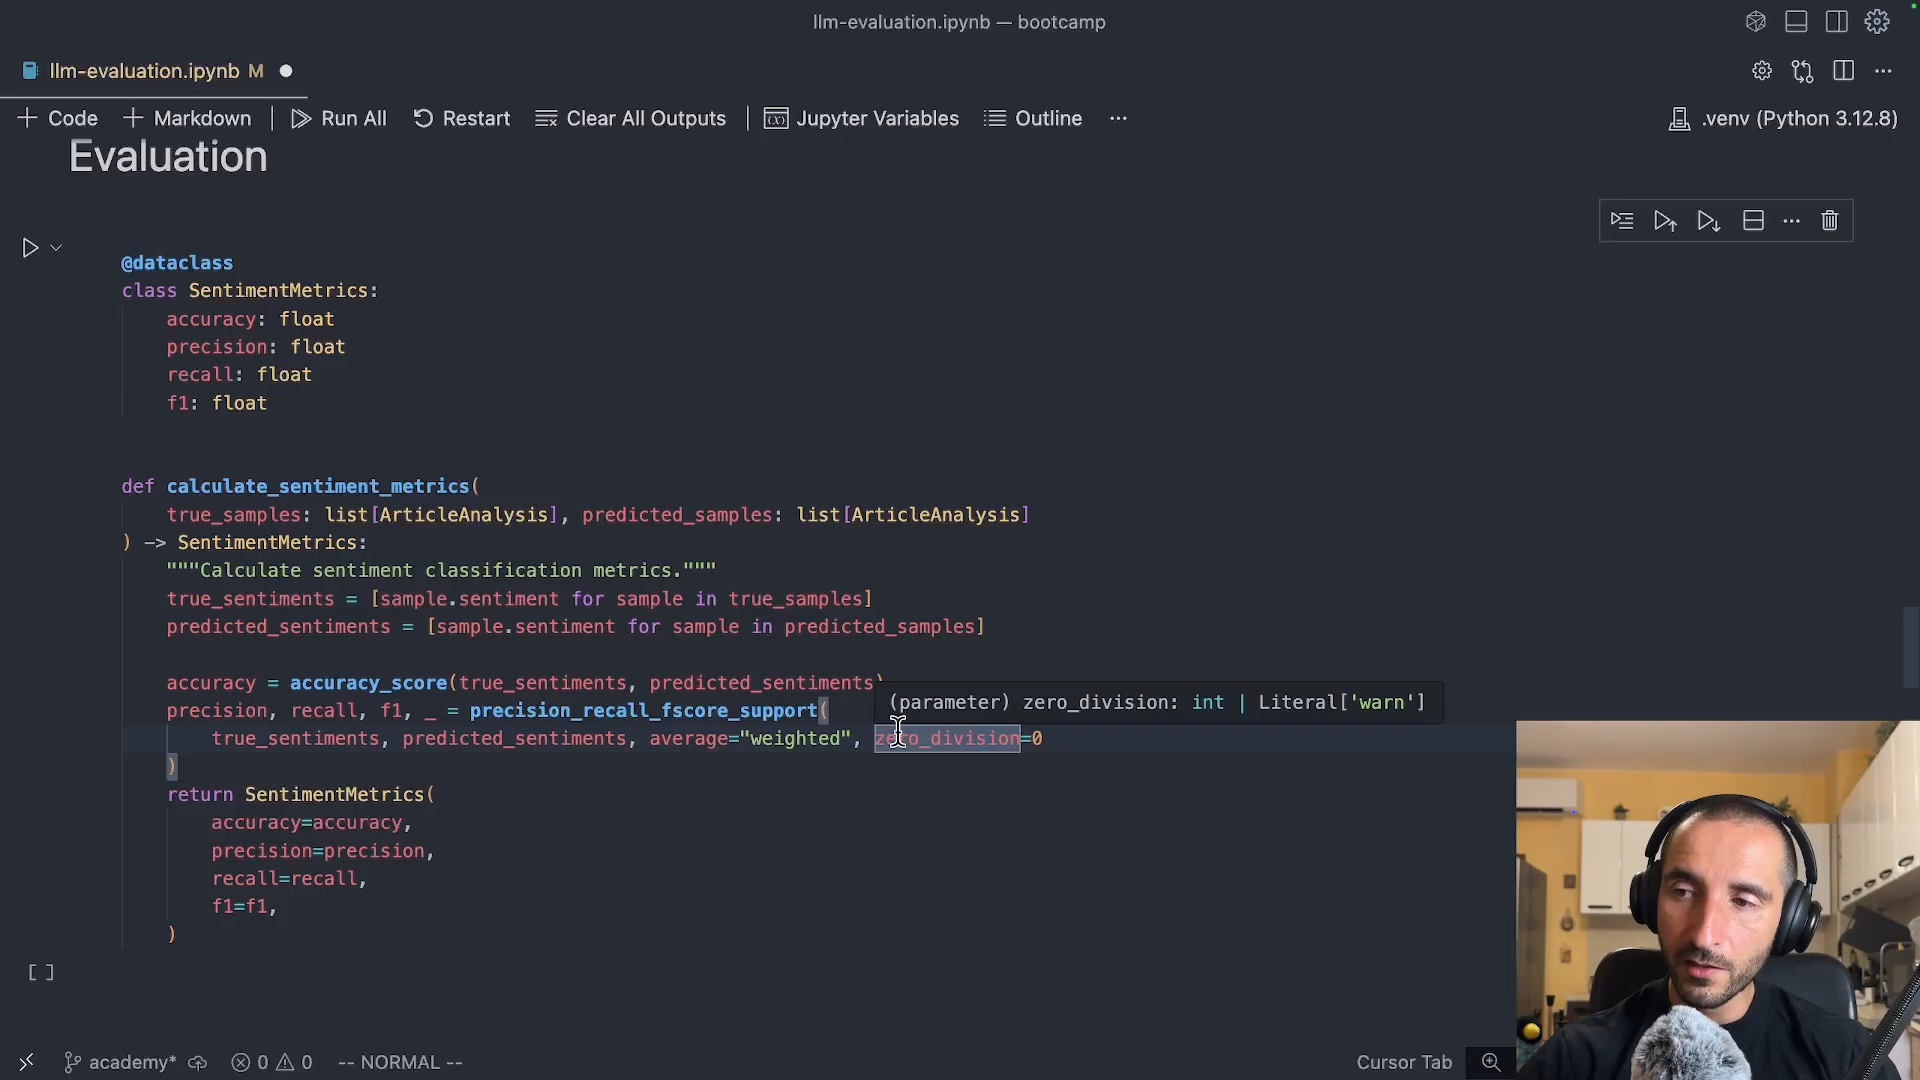 llm-evaluation.ipynb — bootcamp
llm-evaluation.ipynb M
Code Markdown Run All Restart Clear All Outputs Jupyter Variables Outline ··· .venv (Python 3.12.8)
Evaluation
@dataclass
class SentimentMetrics:
accuracy: float
precision: float
recall: float
f1: float
def calculate_sentiment_metrics(
true_samples: list[ArticleAnalysis], predicted_samples: list[ArticleAnalysis]
) -> SentimentMetrics:
"""Calculate sentiment classification metrics."""
true_sentiments = [sample.sentiment for sample in true_samples]
predicted_sentiments = [sample.sentiment for sample in predicted_samples]
accuracy = accuracy_score(true_sentiments, predicted_sentiments)
(parameter) zero_division: int | Literal['warn']
precision, recall, f1, _ = precision_recall_fscore_support(
true_sentiments, predicted_sentiments, average="weighted", zero_division=0
)
return SentimentMetrics(
accuracy=accuracy,
precision=precision,
recall=recall,
f1=f1,
)
[ ]
academy* 0 0 -- NORMAL -- Cursor Tab